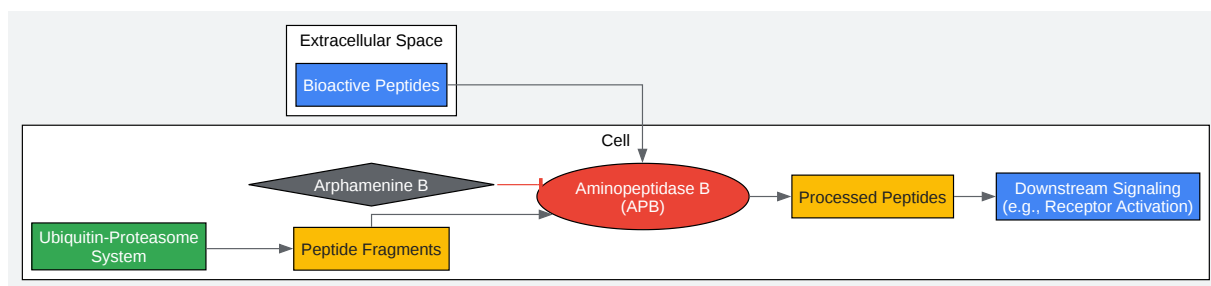 Extracellular Space
Bioactive Peptides
Cell
Arphamenine B
Aminopeptidase B
(APB)
Processed Peptides
Downstream Signaling
(e.g., Receptor Activation)
Ubiquitin-Proteasome
System
Peptide Fragments